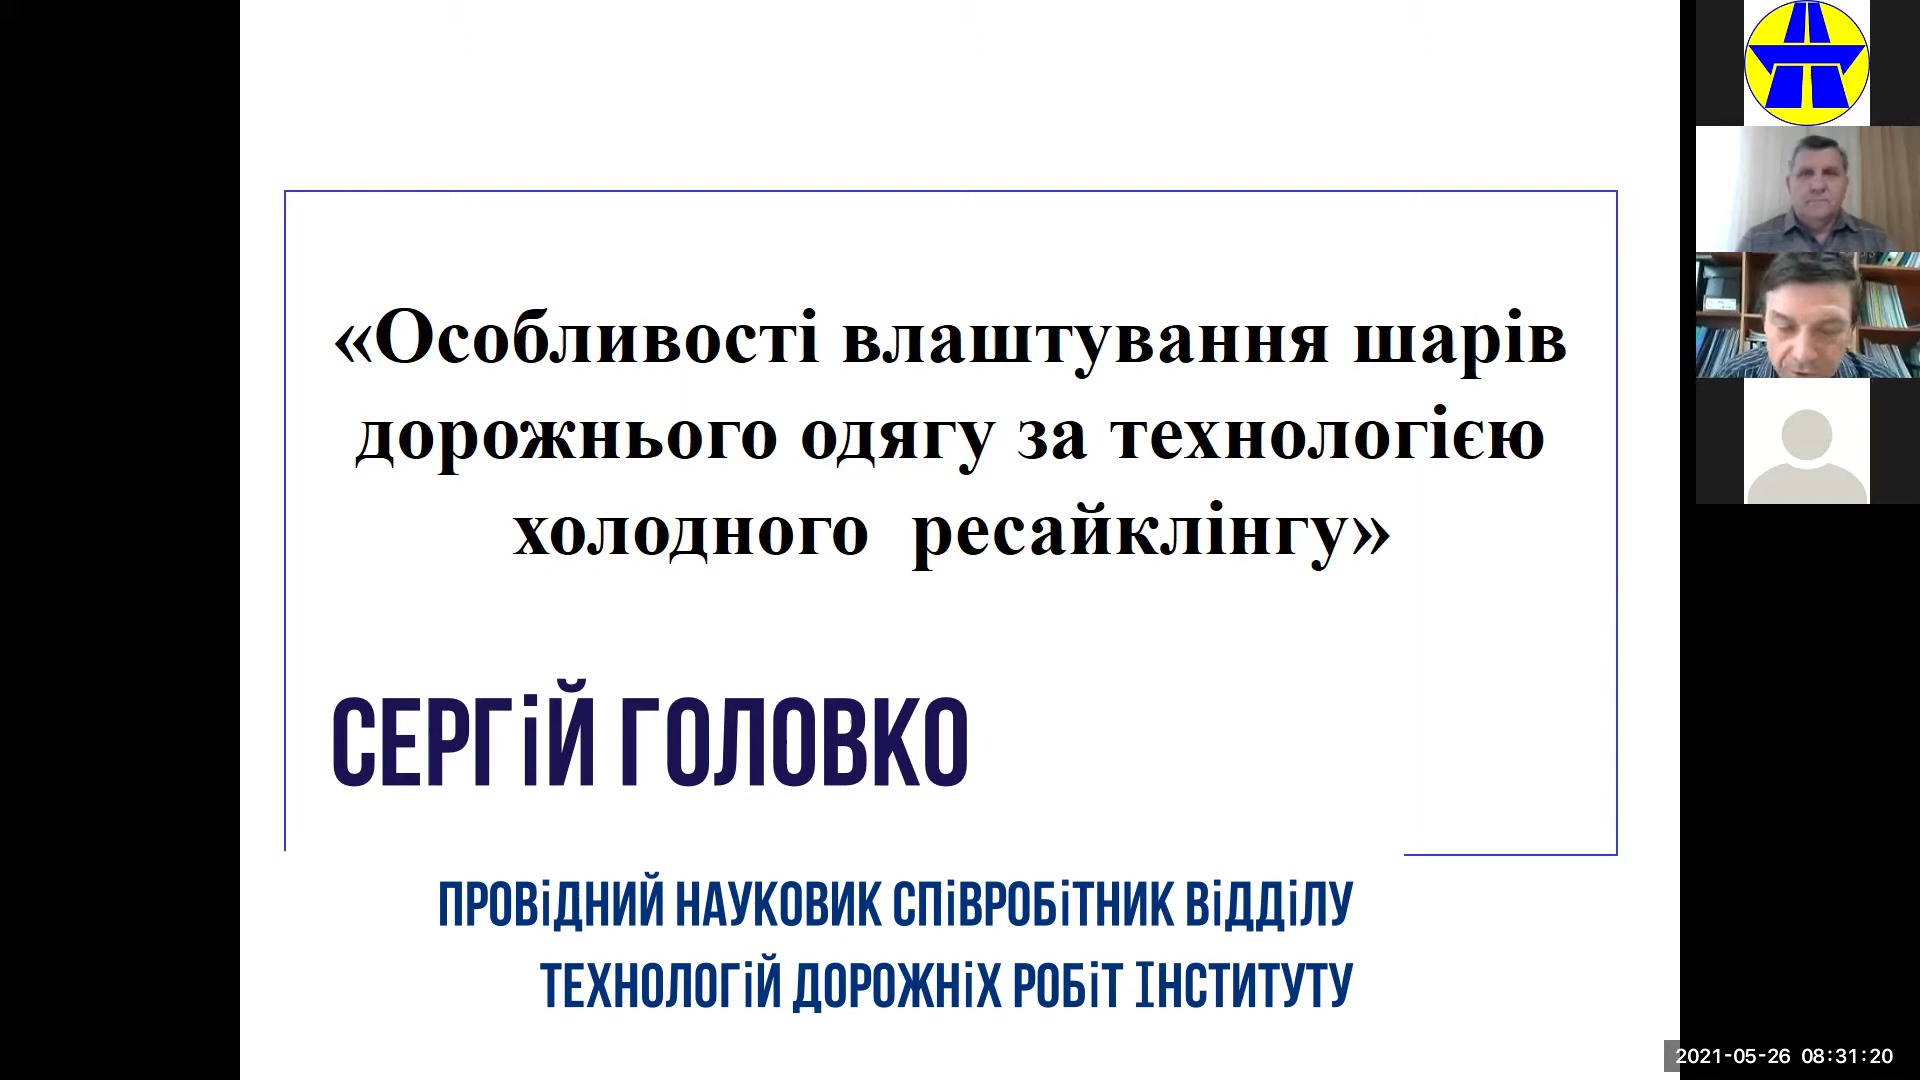 «Особливості влаштування шарів
дорожнього одягу за технологією
холодного ресайклінгу»
СЕРГіЙ ГОЛОВКО
ПРОВіДНИЙ НАУКОВИК СПіВРОБіТНИК ВіДДіЛУ
ТЕХНОЛОГіЙ ДОРОЖНіХ РОБіТ ІНСТИТУТУ
2021-05-26 08:31:20